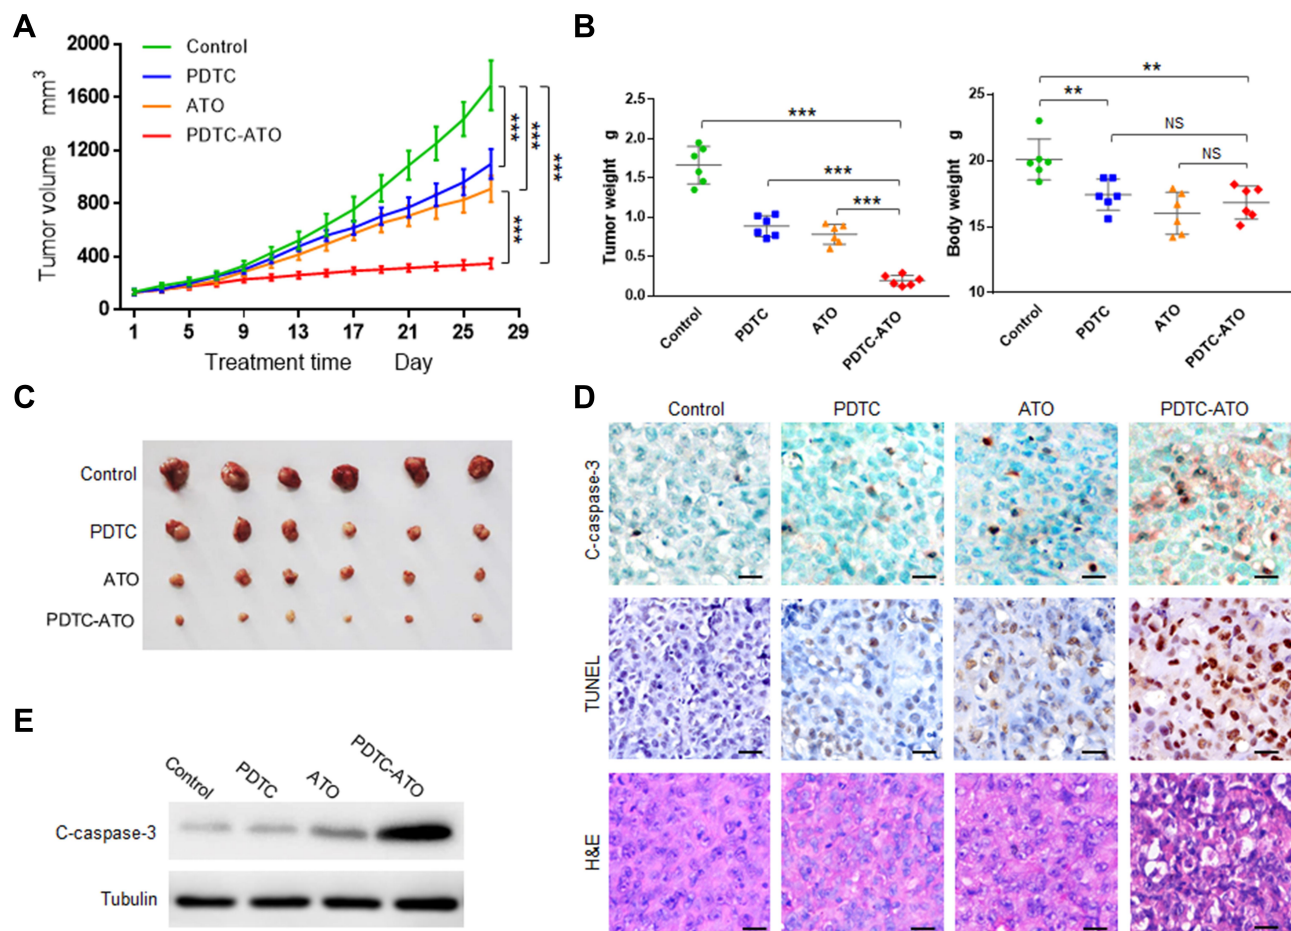 A
2000
1600
1200
800
400
0
Tumor volume mm3
Control
PDTC
ATO
PDTC-ATO
***
***
***
***
1 5 9 13 17 21 25 29
Treatment time Day
B
2.5
2.0
1.5
1.0
0.5
0.0
Tumor weight g
***
***
***
Control
PDTC
ATO
PDTC-ATO
25
20
15
10
Body weight g
**
**
NS
NS
Control
PDTC
ATO
PDTC-ATO
C
Control
PDTC
ATO
PDTC-ATO
D
Control PDTC ATO PDTC-ATO
C-caspase-3
TUNEL
H&E
E
Control PDTC ATO PDTC-ATO
C-caspase-3
Tubulin